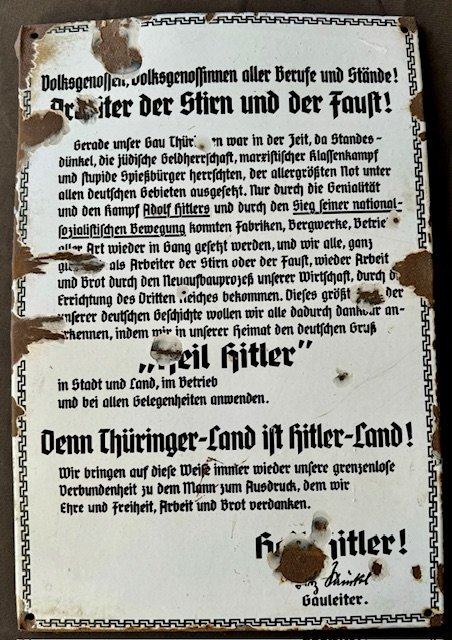 Volksgenossen, Volksgenossinnen aller Berufe und Stände!
der Stirn und der Faust!
Gerade unser Gau war in der Zeit, da Standes-
dünkel, die jüdische Geldherrschaft, marxistischer Klassenkampf
und stupide Spießbürger herrschten, der allergrößten Not unter
allen deutschen Gebieten ausgesetzt. Nur durch die Genialität
und den Kampf Adolf Hitlers und durch den Sieg seiner national-
sozialistischen Bewegung konnten Fabriken, Bergwerke,
aller Art wieder in Gang gesetzt werden, und wir alle, ganz
als Arbeiter der Stirn oder der Faust, wieder Arbeit
und Brot durch den Neuaufbauprozeß unserer Wirtschaft, durch
Errichtung des Dritten Reiches bekommen. Dieses der
unserer deutschen Geschichte wollen wir alle dadurch dankbar an-
erkennen, indem wir in unserer Heimat den deutschen Gruß
„Heil Hitler"
in Stadt und Land, im Betrieb
und bei allen Gelegenheiten anwenden.
Denn Thüringer-Land ist Hitler-Land!
Wir bringen auf diese Weise immer wieder unsere grenzenlose
Verbundenheit zu dem Mann zum Ausdruck, dem wir
Ehre und Freiheit, Arbeit und Brot verdanken.
Heil Hitler!
Gauleiter.